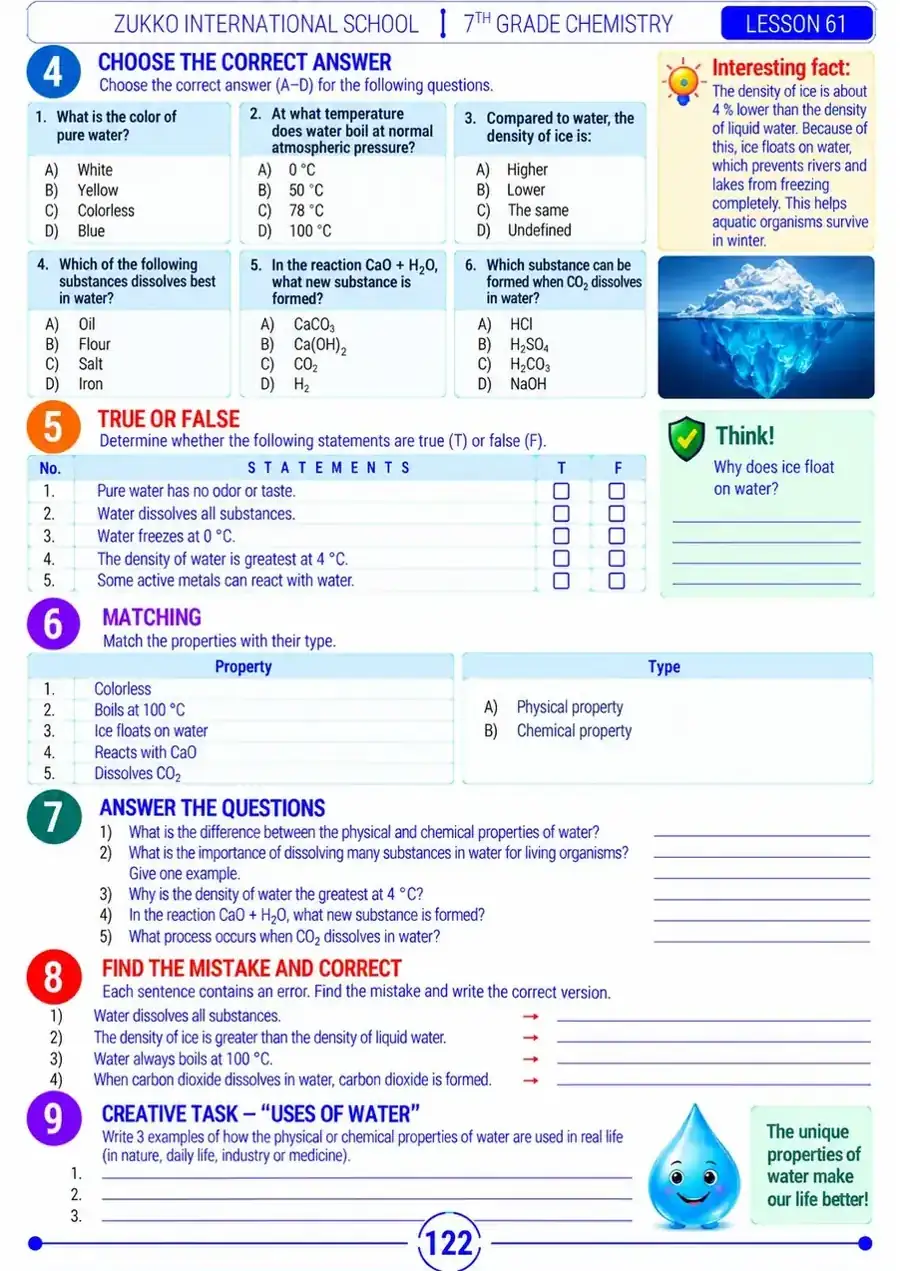 ZUKKO INTERNATIONAL SCHOOL | 7TH GRADE CHEMISTRY LESSON 61
4 CHOOSE THE CORRECT ANSWER
Choose the correct answer (A–D) for the following questions.
1. What is the color of
pure water?
A) White
B) Yellow
C) Colorless
D) Blue
2. At what temperature
does water boil at normal
atmospheric pressure?
A) 0 °C
B) 50 °C
C) 78 °C
D) 100 °C
3. Compared to water, the
density of ice is:
A) Higher
B) Lower
C) The same
D) Undefined
Interesting fact:
The density of ice is about
4 % lower than the density
of liquid water. Because of
this, ice floats on water,
which prevents rivers and
lakes from freezing
completely. This helps
aquatic organisms survive
in winter.
4. Which of the following
substances dissolves best
in water?
A) Oil
B) Flour
C) Salt
D) Iron
5. In the reaction CaO + H₂O,
what new substance is
formed?
A) CaCO₃
B) Ca(OH)₂
C) CO₂
D) H₂
6. Which substance can be
formed when CO₂ dissolves
in water?
A) HCl
B) H₂SO₄
C) H₂CO₃
D) NaOH
5 TRUE OR FALSE
Determine whether the following statements are true (T) or false (F).
No. STATEMENTS T F
1. Pure water has no odor or taste.
2. Water dissolves all substances.
3. Water freezes at 0 °C.
4. The density of water is greatest at 4 °C.
5. Some active metals can react with water.
Think!
Why does ice float
on water?
6 MATCHING
Match the properties with their type.
Property
1. Colorless
2. Boils at 100 °C
3. Ice floats on water
4. Reacts with CaO
5. Dissolves CO₂
Type
A) Physical property
B) Chemical property
7 ANSWER THE QUESTIONS
1) What is the difference between the physical and chemical properties of water?
2) What is the importance of dissolving many substances in water for living organisms?
Give one example.
3) Why is the density of water the greatest at 4 °C?
4) In the reaction CaO + H₂O, what new substance is formed?
5) What process occurs when CO₂ dissolves in water?
8 FIND THE MISTAKE AND CORRECT
Each sentence contains an error. Find the mistake and write the correct version.
1) Water dissolves all substances. →
2) The density of ice is greater than the density of liquid water. →
3) Water always boils at 100 °C. →
4) When carbon dioxide dissolves in water, carbon dioxide is formed. →
9 CREATIVE TASK – “USES OF WATER”
Write 3 examples of how the physical or chemical properties of water are used in real life
(in nature, daily life, industry or medicine).
1.
2.
3.
The unique
properties of
water make
our life better!
122